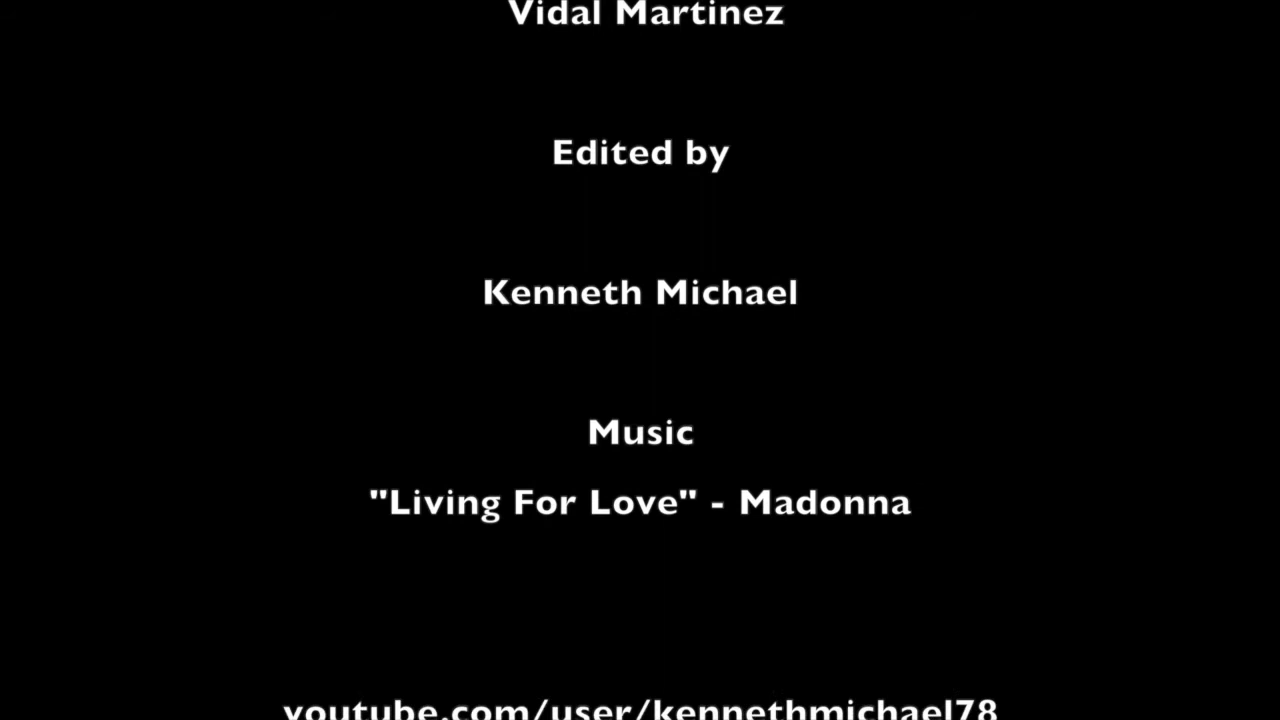 Vidal Martinez
Edited by
Kenneth Michael
Music
"Living For Love" - Madonna
youtube.com/user/kennethmichael78